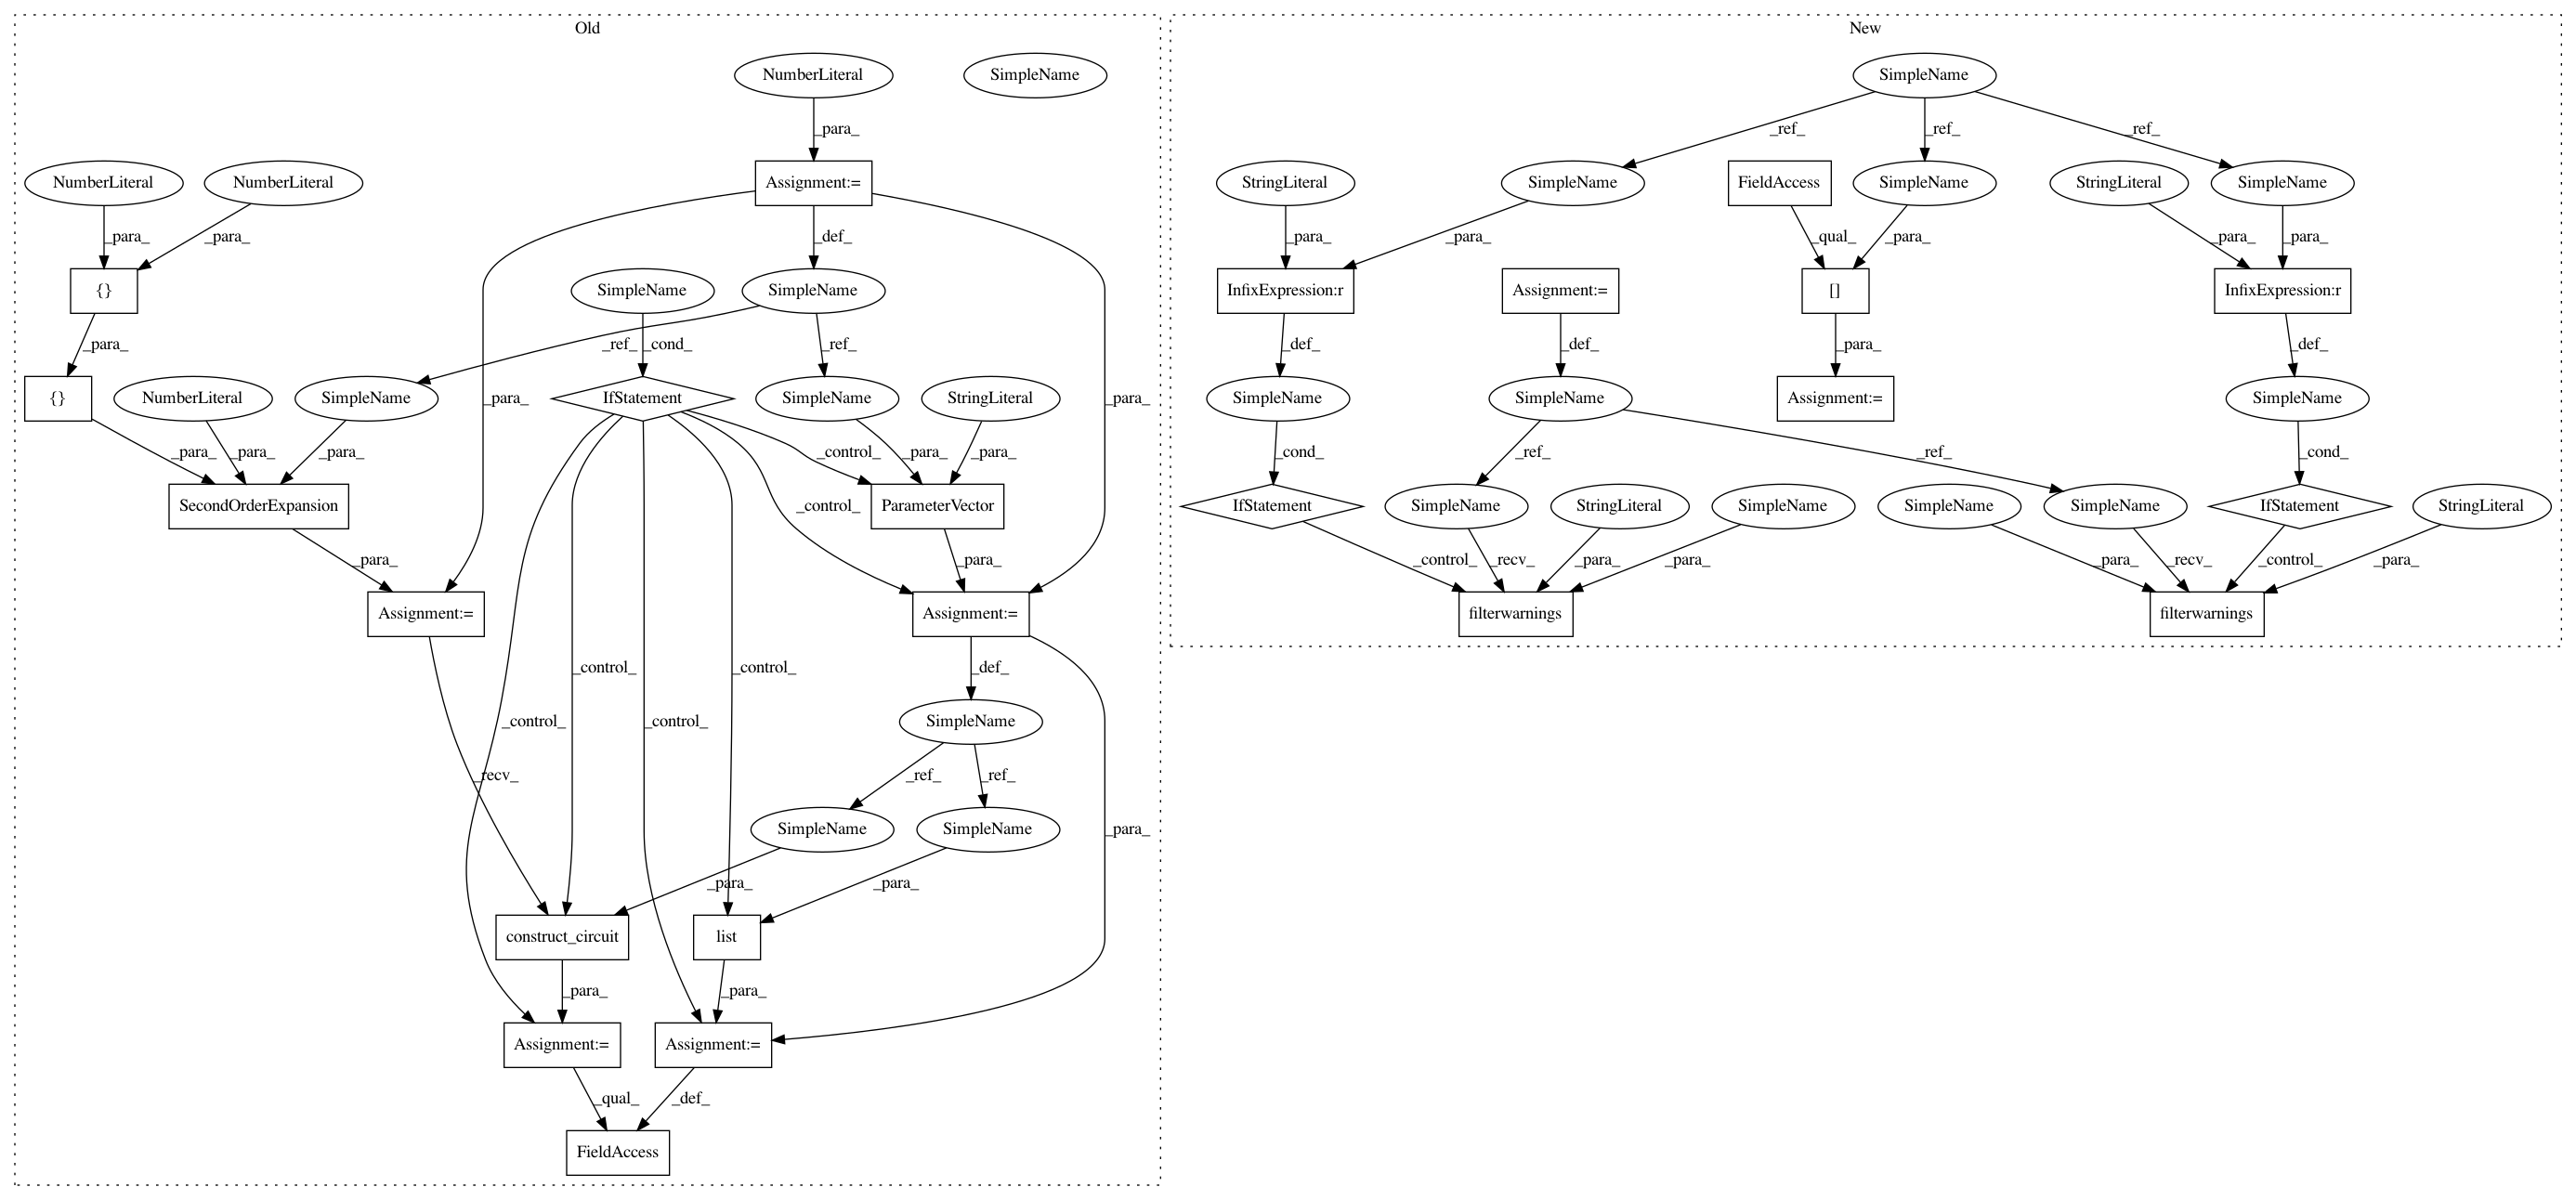 Old
New
NumberLiteral
SimpleName
SimpleName
_para_
_ref_
_ref_
_ref_
NumberLiteral
NumberLiteral
Assignment:=
StringLiteral
SimpleName
FieldAccess
SimpleName
StringLiteral
SimpleName
_para_
_para_
_def_
_para_
_para_
_qual_
_para_
_para_
_para_
{}
SimpleName
SimpleName
InfixExpression:r
Assignment:=
[]
InfixExpression:r
_para_
_ref_
_cond_
_ref_
_def_
_def_
_para_
_def_
{}
NumberLiteral
SimpleName
_para_
IfStatement
SimpleName
StringLiteral
_para_
SimpleName
SimpleName
Assignment:=
SimpleName
_para_
_para_
_para_
_control_
_para_
_para_
_cond_
_ref_
_ref_
_cond_
SecondOrderExpansion
_control_
ParameterVector
IfStatement
SimpleName
StringLiteral
SimpleName
SimpleName
SimpleName
IfStatement
StringLiteral
_para_
_para_
_control_
_recv_
_para_
_para_
_para_
_recv_
_control_
_para_
Assignment:=
Assignment:=
filterwarnings
filterwarnings
_control_
_control_
_control_
_control_
_def_
SimpleName
_recv_
_ref_
_ref_
SimpleName
SimpleName
_para_
_para_
_para_
construct_circuit
list
_para_
_para_
Assignment:=
Assignment:=
_qual_
_def_
FieldAccess